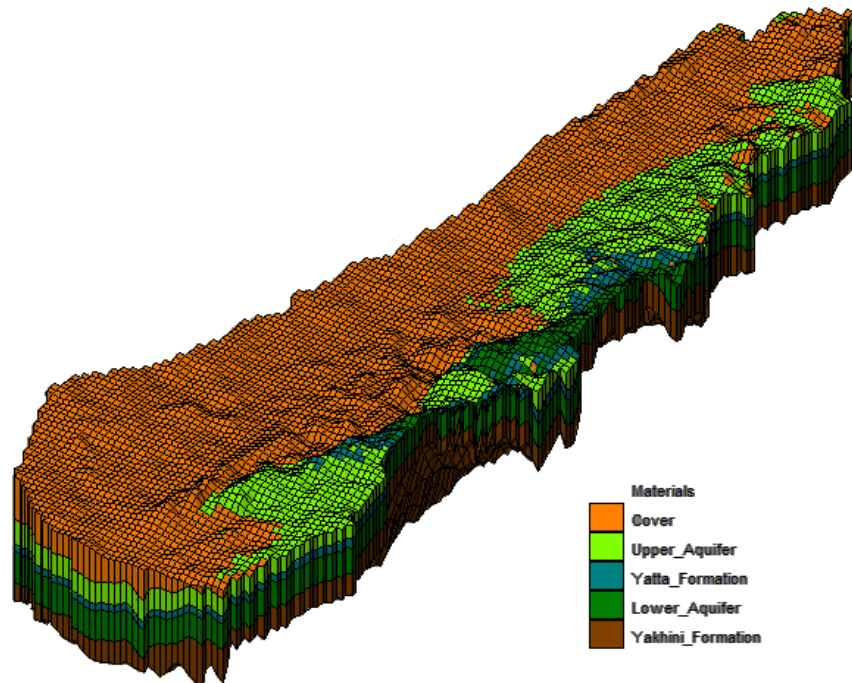 Materials
Cover
Upper_Aquifer
Yatta_Formation
Lower_Aquifer
Yakhini_Formation